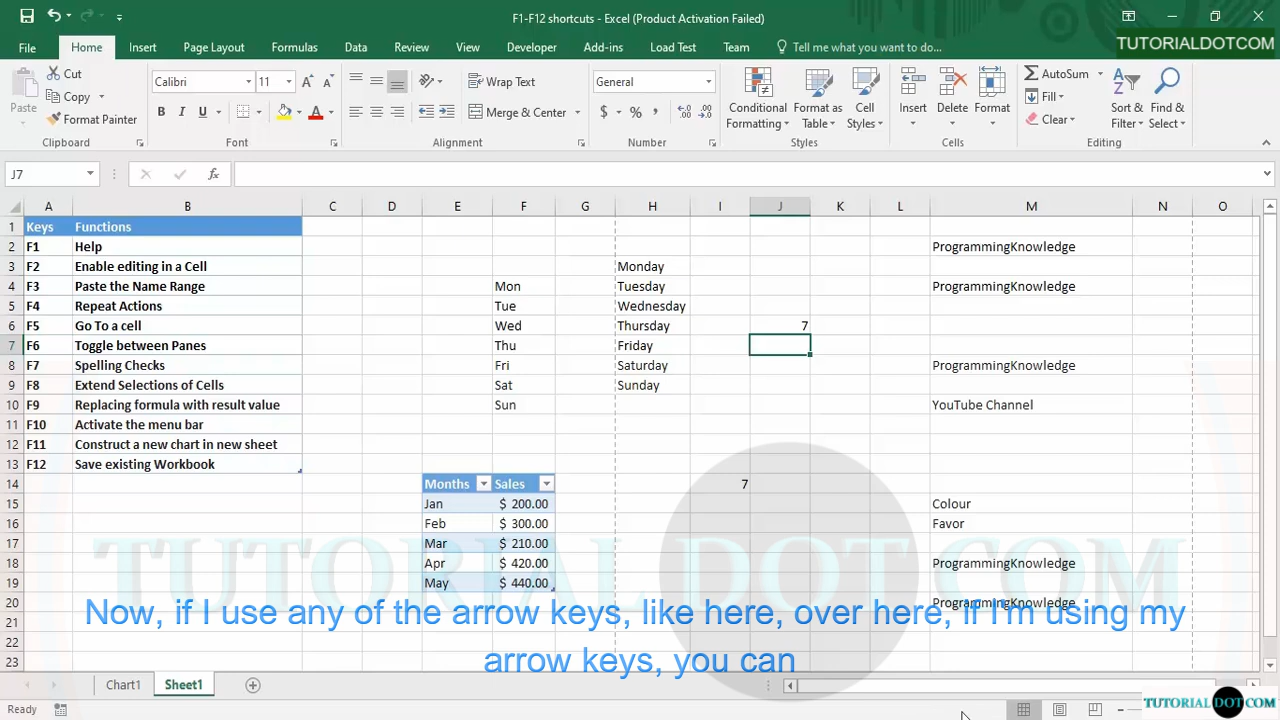 F1-F12 shortcuts - Excel (Product Activation Failed)
TUTORIALDOTCOM
File Home Insert Page Layout Formulas Data Review View Developer Add-ins Load Test Team Tell me what you want to do...
Paste
Cut
Copy
Format Painter
Clipboard
Calibri 11
B I U
Font
Wrap Text
Merge & Center
Alignment
General
$ % ,
Number
Conditional Formatting
Format as Table
Cell Styles
Styles
Insert Delete Format
Cells
AutoSum
Fill
Clear
Sort & Filter
Find & Select
Editing
J7
fx
A B C D E F G H I J K L M N O
1 Keys Functions
2 F1 Help ProgrammingKnowledge
3 F2 Enable editing in a Cell Monday
4 F3 Paste the Name Range Mon Tuesday ProgrammingKnowledge
5 F4 Repeat Actions Tue Wednesday
6 F5 Go To a cell Wed Thursday 7
7 F6 Toggle between Panes Thu Friday
8 F7 Spelling Checks Fri Saturday ProgrammingKnowledge
9 F8 Extend Selections of Cells Sat Sunday
10 F9 Replacing formula with result value Sun YouTube Channel
11 F10 Activate the menu bar
12 F11 Construct a new chart in new sheet
13 F12 Save existing Workbook
14 Months Sales 7
15 Jan $ 200.00 Colour
16 Feb $ 300.00 Favor
17 Mar $ 210.00
18 Apr $ 420.00 ProgrammingKnowledge
19 May $ 440.00
20 ProgrammingKnowledge
21
22
23
TUTORIAL DOT COM
Now, if I use any of the arrow keys, like here, over here, if I'm using my
arrow keys, you can
Chart1 Sheet1
Ready
TUTORIAL DOT COM